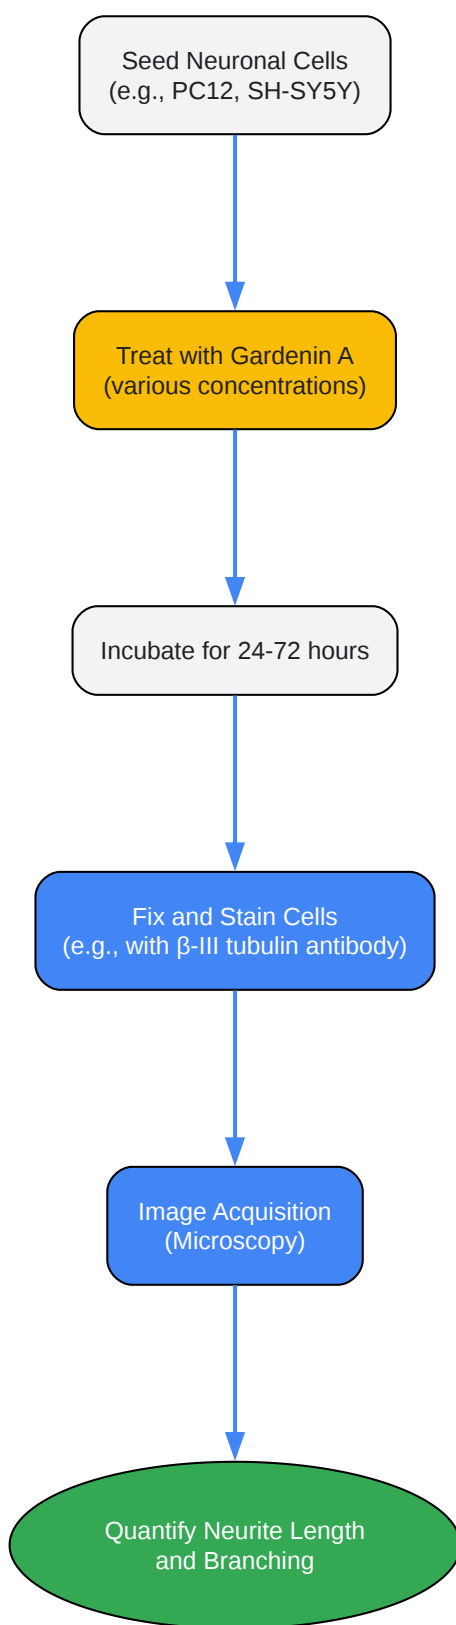 Seed Neuronal Cells
(e.g., PC12, SH-SY5Y)
Treat with Gardenin A
(various concentrations)
Incubate for 24-72 hours
Fix and Stain Cells
(e.g., with β-III tubulin antibody)
Image Acquisition
(Microscopy)
Quantify Neurite Length
and Branching